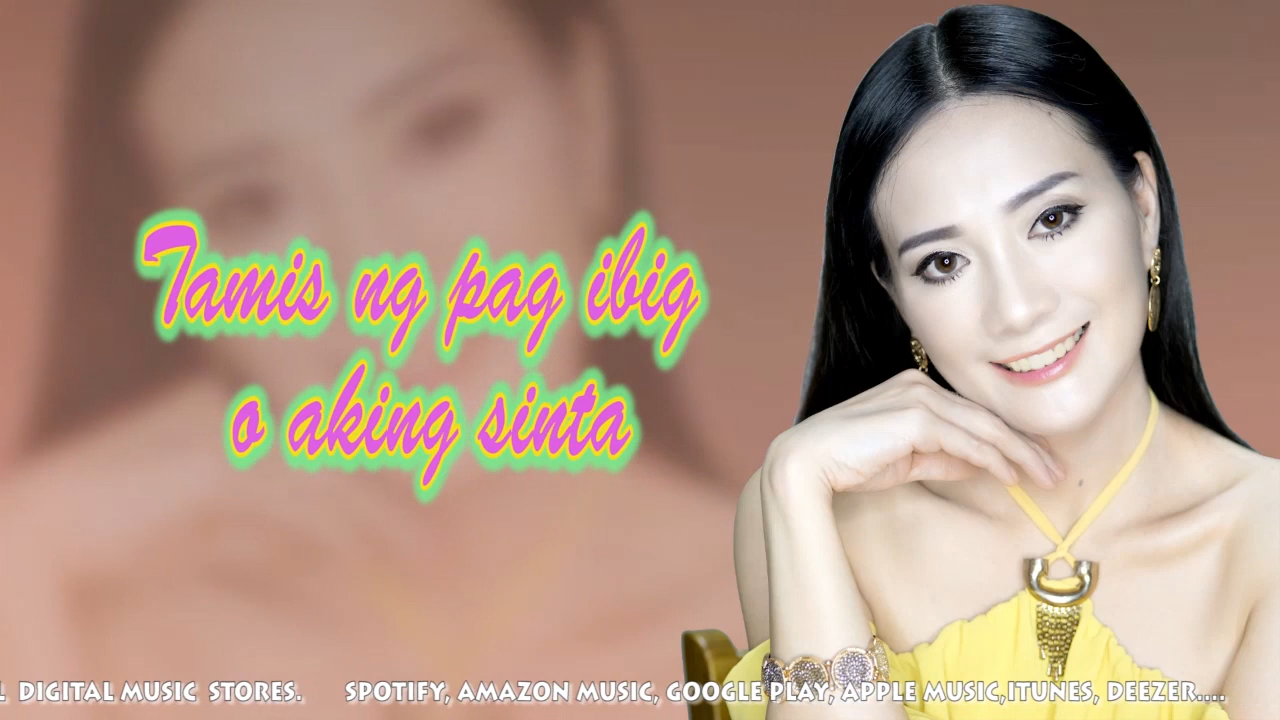 Tamis ng pag ibig
o aking sinta
DIGITAL MUSIC STORES. SPOTIFY, AMAZON MUSIC, GOOGLE PLAY, APPLE MUSIC,ITUNES, DEEZER....